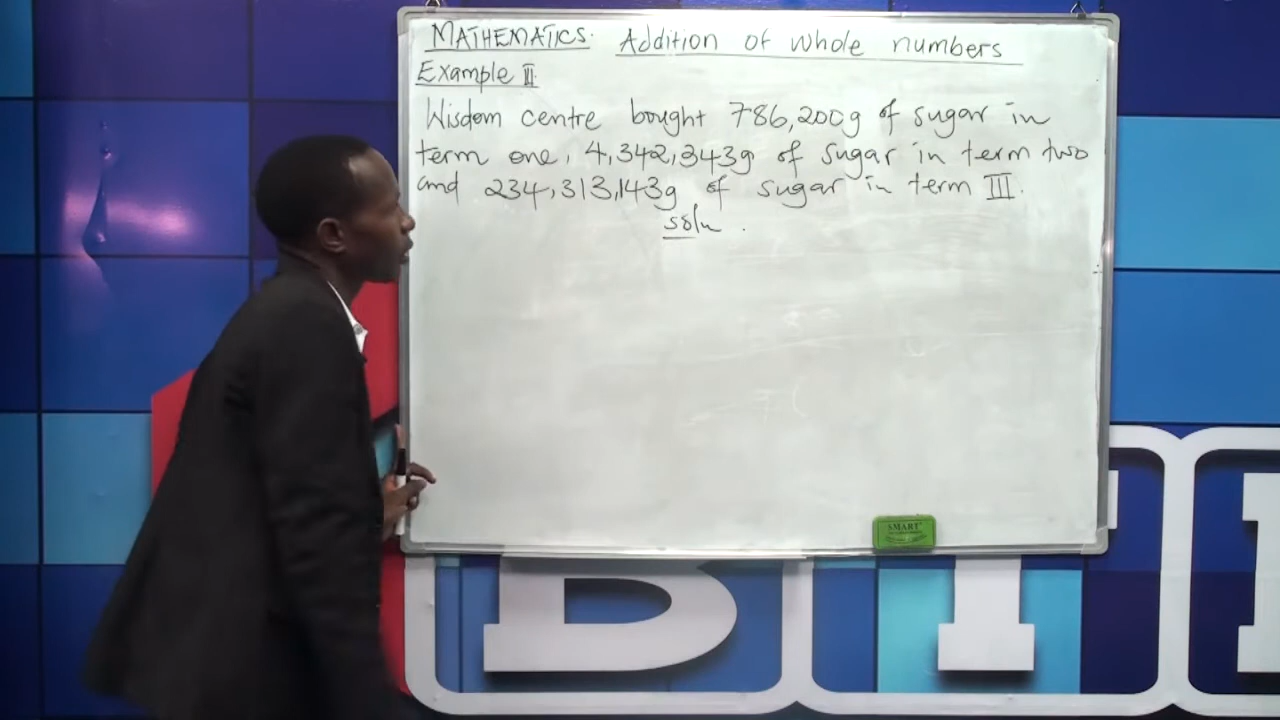 MATHEMATICS. Addition of whole numbers
Example II
Wisdom centre bought 786,200g of sugar in
term one, 4,342,343g of sugar in term two
and 234,313,143g of sugar in term III.
soln.
SMART